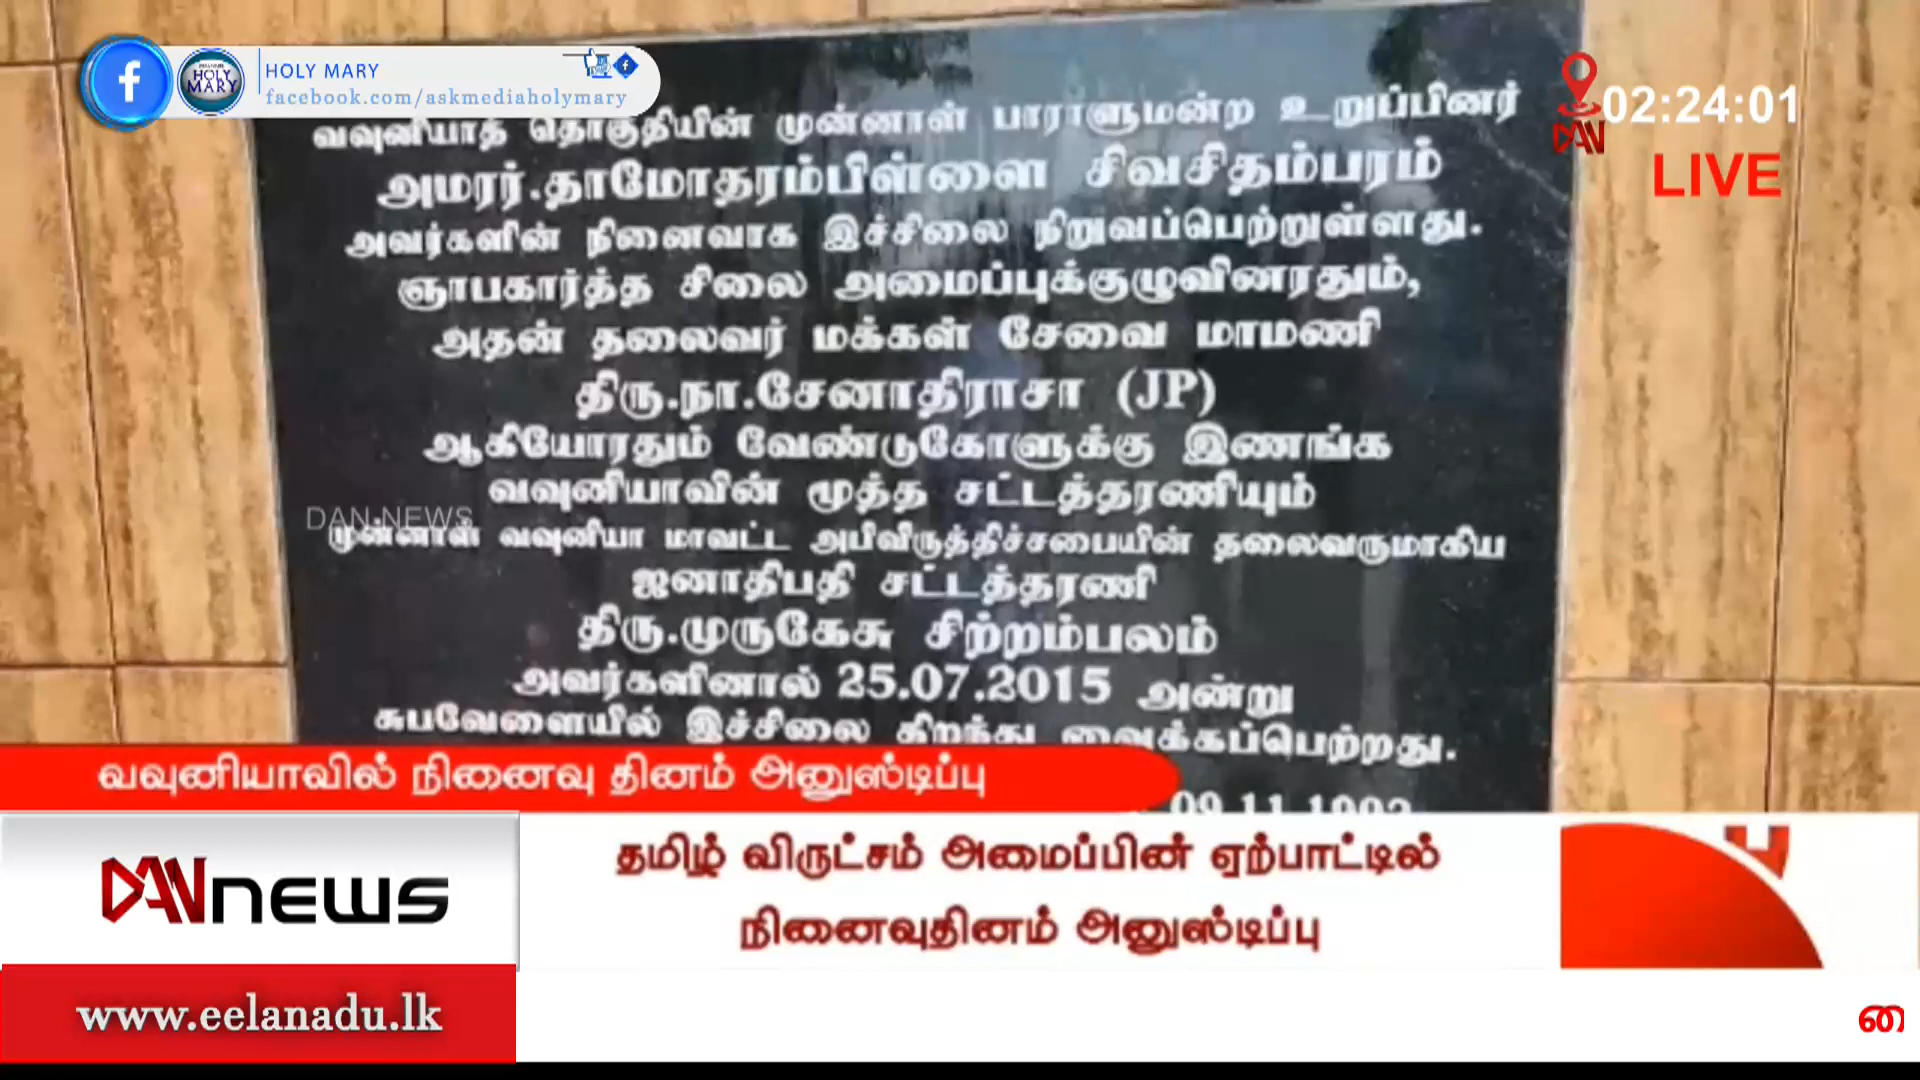 HOLY MARY
facebook.com/askmediaholymary
HOLY
MARY
02:24:01
DAN
LIVE
வவுனியாத் தொகுதியின் முன்னாள் பாராளுமன்ற உறுப்பினர்
அமரர்.தாமோதரம்பிள்ளை சிவசிதம்பரம்
அவர்களின் நினைவாக இச்சிலை நிறுவப்பெற்றுள்ளது.
ஞாபகார்த்த சிலை அமைப்புக்குழுவினரதும்,
அதன் தலைவர் மக்கள் சேவை மாமணி
திரு.நா.சேனாதிராசா (JP)
ஆகியோரதும் வேண்டுகோளுக்கு இணங்க
வவுனியாவின் மூத்த சட்டத்தரணியும்
DAN NEWS
முன்னாள் வவுனியா மாவட்ட அபிவிருத்திச்சபையின் தலைவருமாகிய
ஜனாதிபதி சட்டத்தரணி
திரு.முருகேசு சிற்றம்பலம்
அவர்களினால் 25.07.2015 அன்று
சுபவேளையில் இச்சிலை திறந்து வைக்கப்பெற்றது.
வவுனியாவில் நினைவு தினம் அனுஸ்டிப்பு
DAN news
தமிழ் விருட்சம் அமைப்பின் ஏற்பாட்டில்
நினைவுதினம் அனுஸ்டிப்பு
www.eelanadu.lk